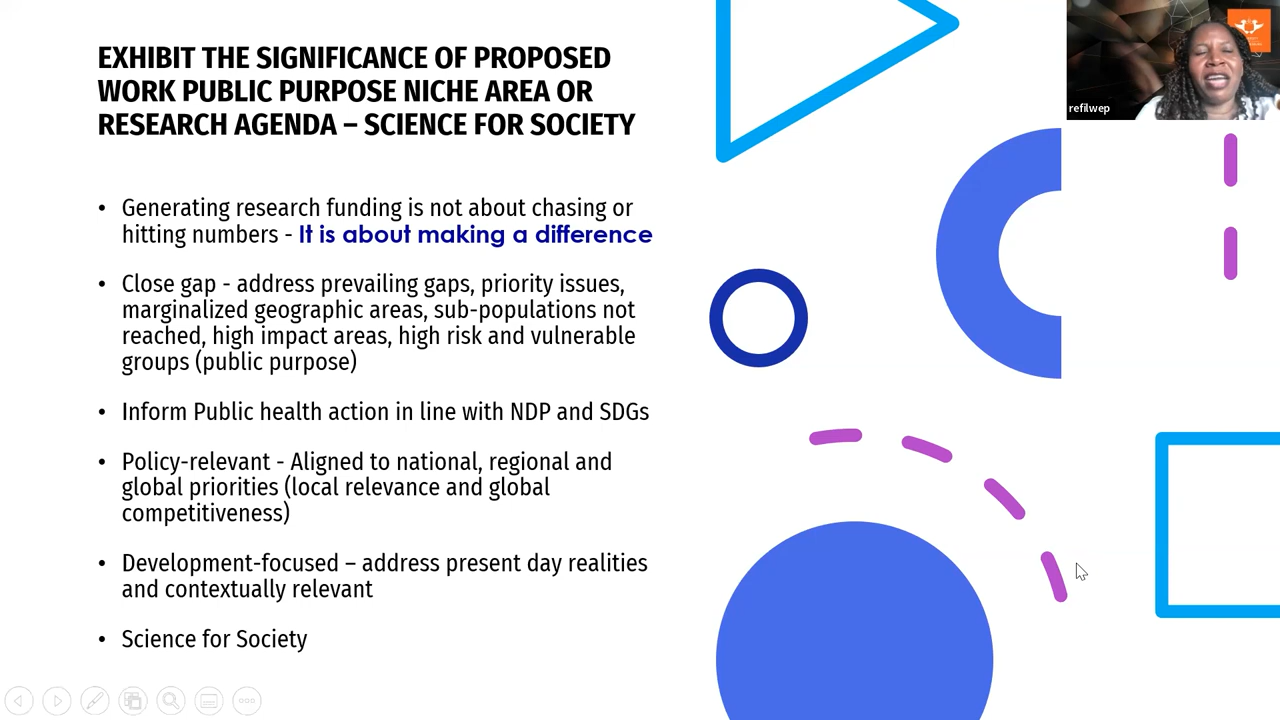 EXHIBIT THE SIGNIFICANCE OF PROPOSED
WORK PUBLIC PURPOSE NICHE AREA OR
RESEARCH AGENDA – SCIENCE FOR SOCIETY
• Generating research funding is not about chasing or
hitting numbers - It is about making a difference
• Close gap - address prevailing gaps, priority issues,
marginalized geographic areas, sub-populations not
reached, high impact areas, high risk and vulnerable
groups (public purpose)
• Inform Public health action in line with NDP and SDGs
• Policy-relevant - Aligned to national, regional and
global priorities (local relevance and global
competitiveness)
• Development-focused – address present day realities
and contextually relevant
• Science for Society
refilwep